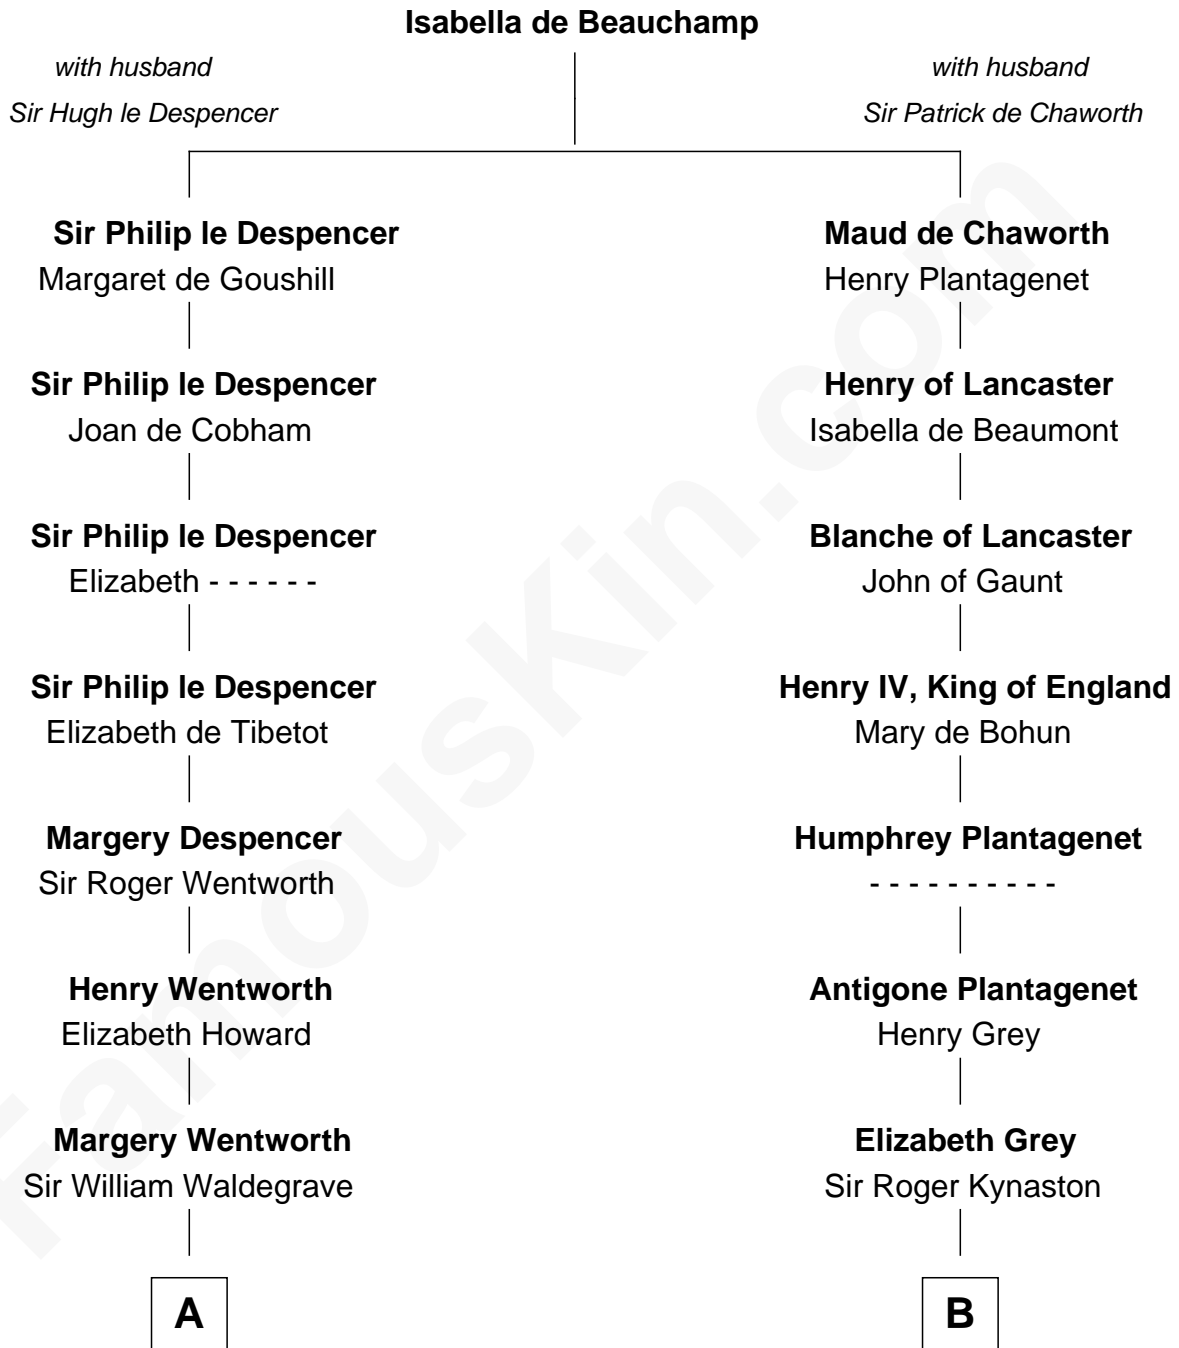 Isabella de Beauchamp
with husband
Sir Hugh le Despencer
with husband
Sir Patrick de Chaworth
Sir Philip le Despencer
Margaret de Goushill
Maud de Chaworth
Henry Plantagenet
Sir Philip le Despencer
Joan de Cobham
Henry of Lancaster
Isabella de Beaumont
Sir Philip le Despencer
Elizabeth - - - - - -
Blanche of Lancaster
John of Gaunt
Sir Philip le Despencer
Elizabeth de Tibetot
Henry IV, King of England
Mary de Bohun
Margery Despencer
Sir Roger Wentworth
Humphrey Plantagenet
- - - - - - - - - -
Henry Wentworth
Elizabeth Howard
Antigone Plantagenet
Henry Grey
Margery Wentworth
Sir William Waldegrave
Elizabeth Grey
Sir Roger Kynaston
A
B
FamousKin.com